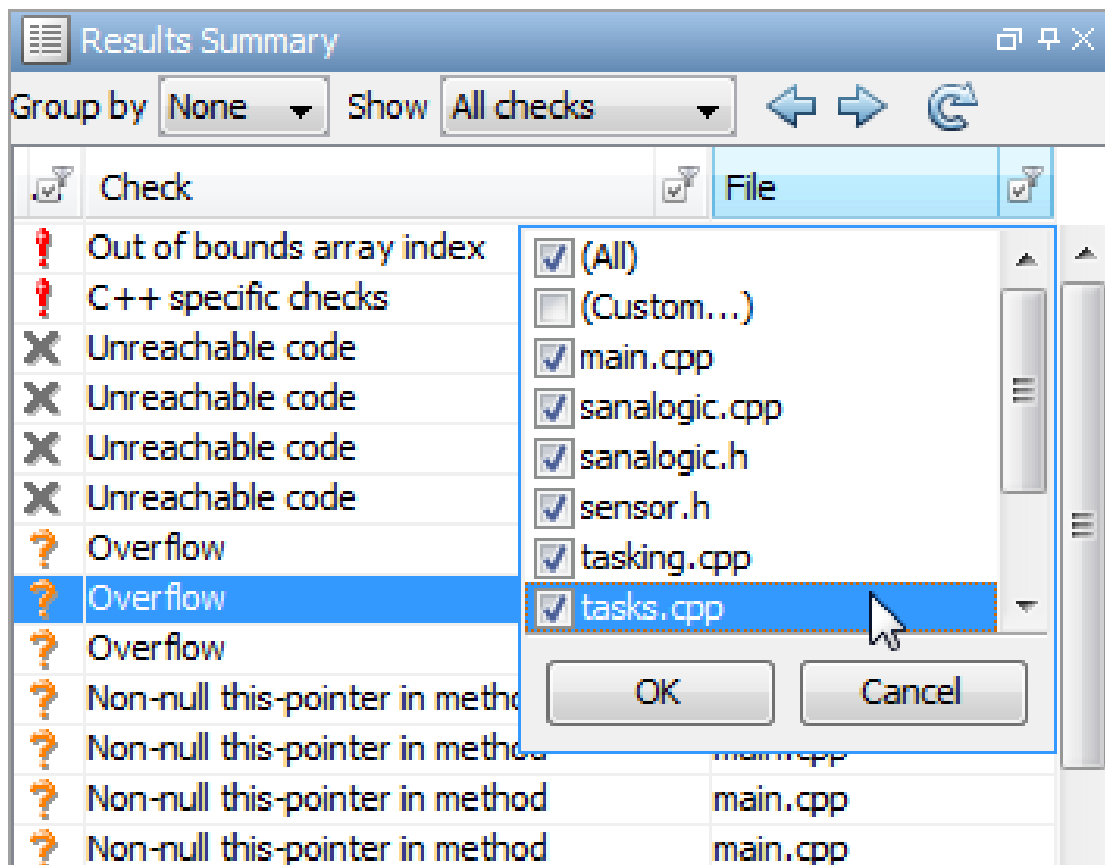 Results Summary
Group by None Show All checks
Check File
Out of bounds array index
C++ specific checks
Unreachable code
Unreachable code
Unreachable code
Unreachable code
Overflow
Overflow
Overflow
Non-null this-pointer in metho
Non-null this-pointer in method main.cpp
Non-null this-pointer in method main.cpp
Non-null this-pointer in method main.cpp
(All)
(Custom...)
main.cpp
sanalogic.cpp
sanalogic.h
sensor.h
tasking.cpp
tasks.cpp
OK Cancel